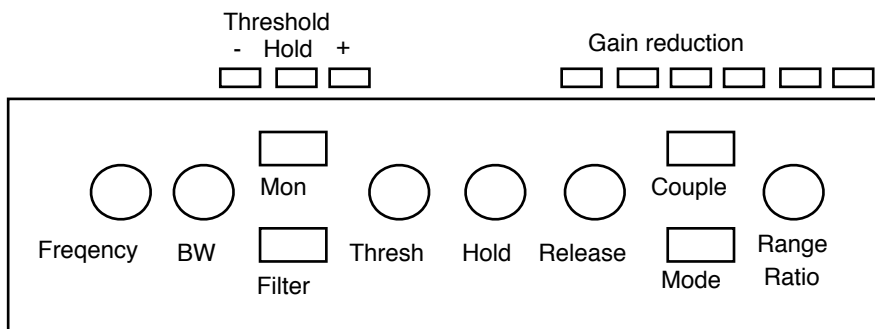 Threshold
- Hold +
Gain reduction
Mon
Couple
Freqency BW
Filter
Thresh Hold Release
Mode
Range
Ratio